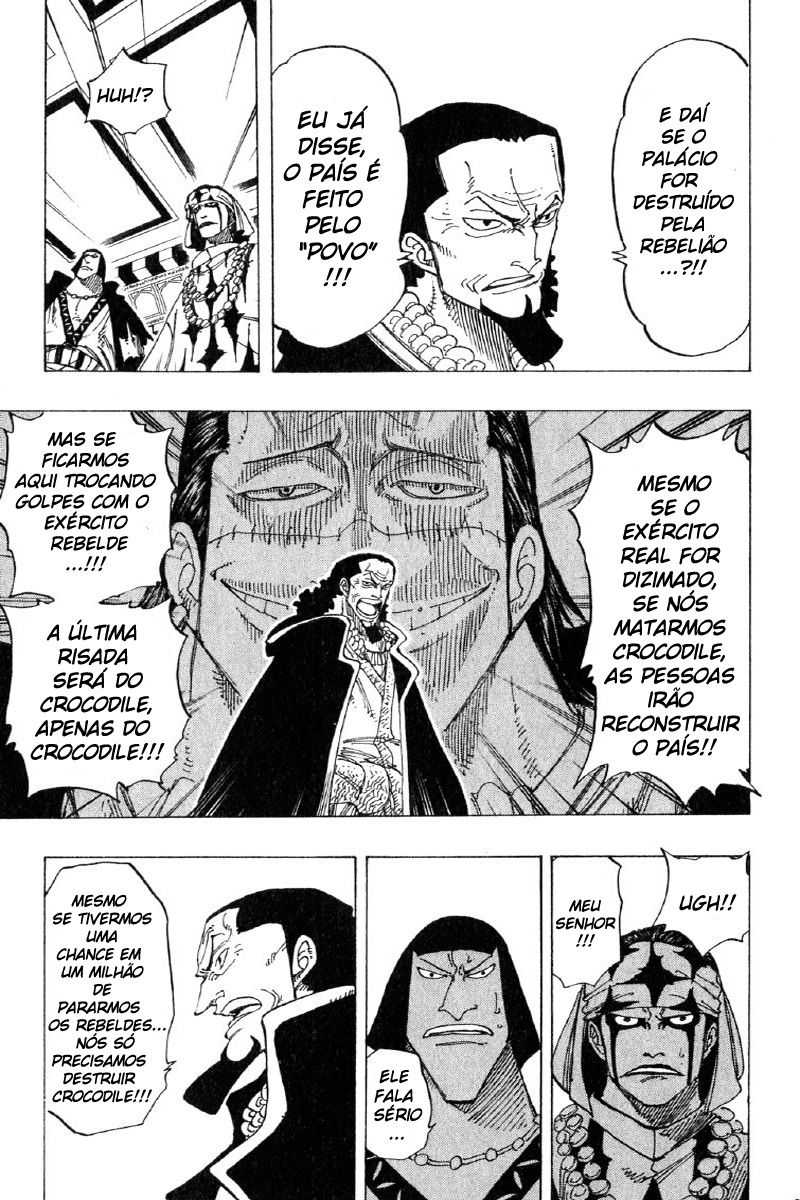 E DAÍ
SE O
PALÁCIO
FOR
DESTRUÍDO
PELA
REBELIÃO
...?!!
EU JÁ
DISSE,
O PAÍS É
FEITO
PELO
"POVO"
!!!
HUH!?
MESMO
SE O
EXÉRCITO
REAL FOR
DIZIMADO,
SE NÓS
MATARMOS
CROCODILE,
AS PESSOAS
IRÃO
RECONSTRUIR
O PAÍS!!
MAS SE
FICARMOS
AQUI TROCANDO
GOLPES COM O
EXÉRCITO
REBELDE
...!!!
A ÚLTIMA
RISADA
SERÁ DO
CROCODILE,
APENAS DO
CROCODILE!!!
UGH!!
MEU
SENHOR
!!!
ELE
FALA
SÉRIO
...
MESMO
SE TIVERMOS
UMA
CHANCE EM
UM MILHÃO
DE
PARARMOS
OS REBELDES...
NÓS SÓ
PRECISAMOS
DESTRUIR
CROCODILE!!!